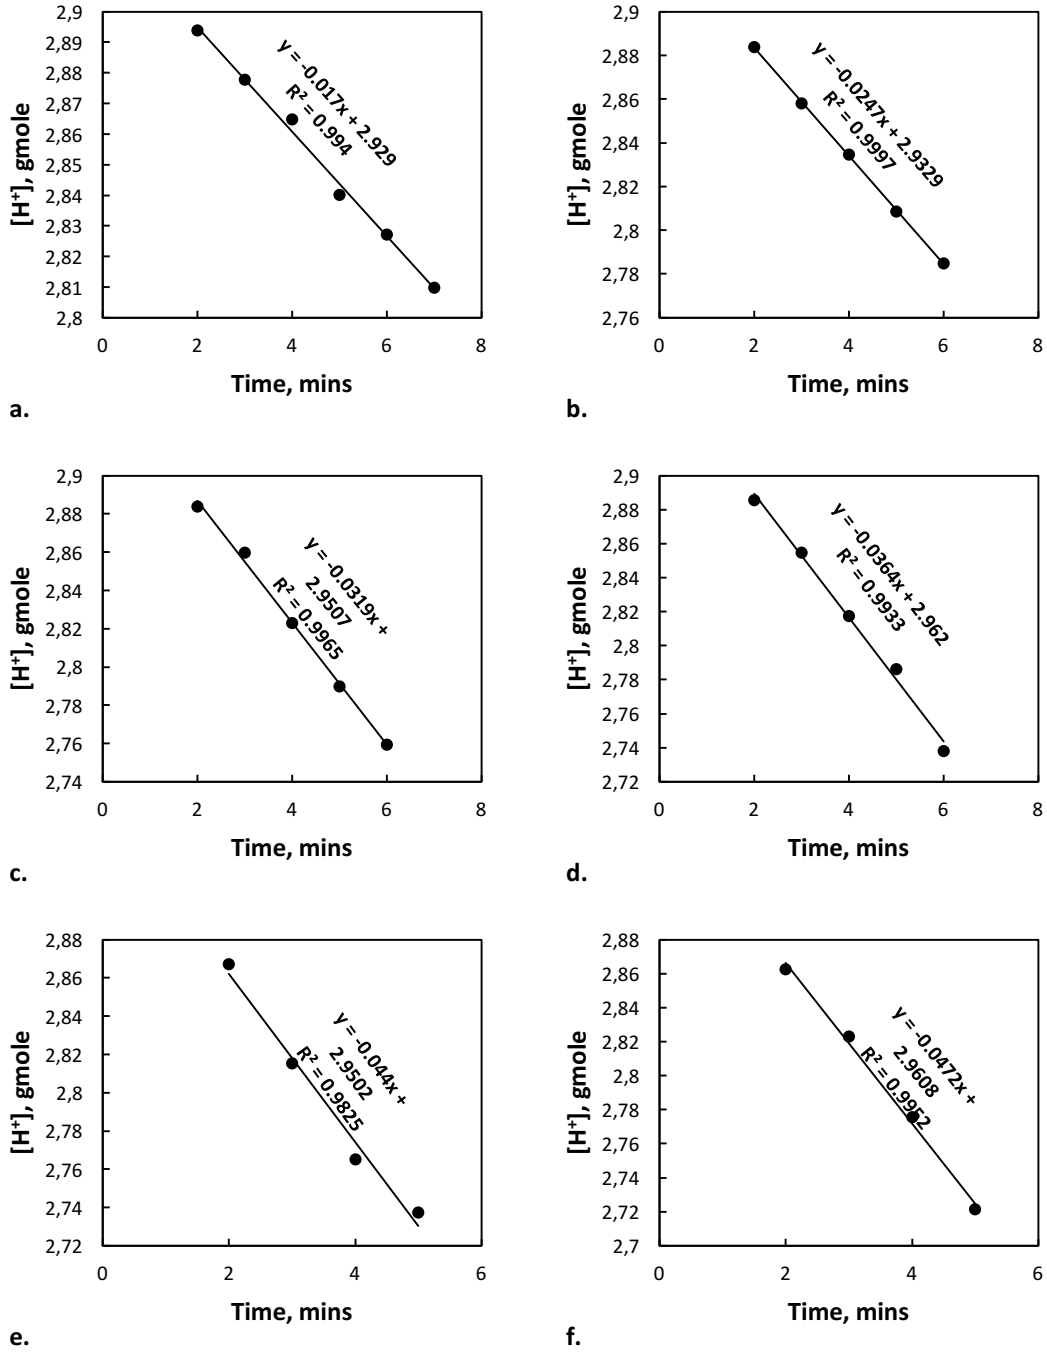 2,9
2,89
2,88
2,87
2,86
2,85
2,84
2,83
2,82
2,81
2,8
[H⁺], gmole
y = -0.017x + 2.929
R² = 0.994
0 2 4 6 8
Time, mins
a.
2,9
2,88
2,86
2,84
2,82
2,8
2,78
2,76
[H⁺], gmole
y = -0.0247x + 2.9329
R² = 0.9997
0 2 4 6 8
Time, mins
b.
2,9
2,88
2,86
2,84
2,82
2,8
2,78
2,76
2,74
[H⁺], gmole
y = -0.0319x +
2.9507
R² = 0.9965
0 2 4 6 8
Time, mins
c.
2,9
2,88
2,86
2,84
2,82
2,8
2,78
2,76
2,74
2,72
[H⁺], gmole
y = -0.0364x + 2.962
R² = 0.9933
0 2 4 6 8
Time, mins
d.
2,88
2,86
2,84
2,82
2,8
2,78
2,76
2,74
2,72
[H⁺], gmole
y = -0.044x +
2.9502
R² = 0.9825
0 2 4 6
Time, mins
e.
2,88
2,86
2,84
2,82
2,8
2,78
2,76
2,74
2,72
2,7
[H⁺], gmole
y = -0.0472x +
2.9608
R² = 0.9952
0 2 4 6
Time, mins
f.